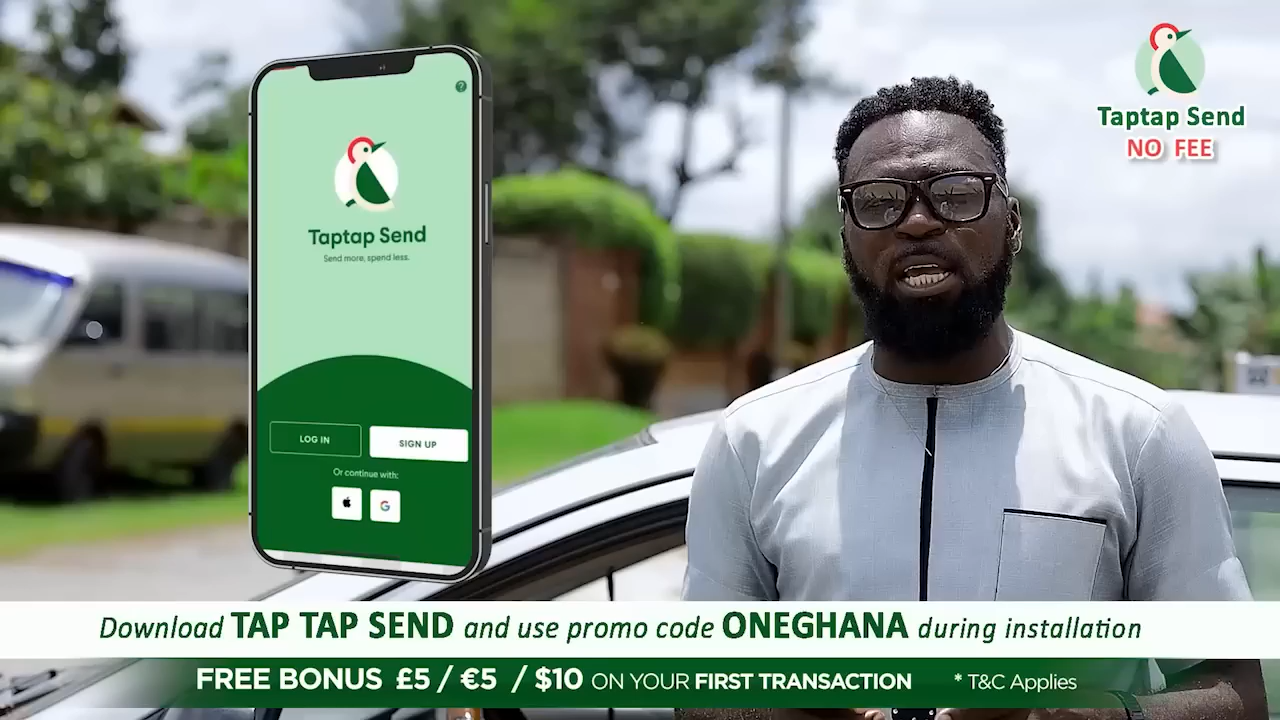 Taptap Send
NO FEE
?
Taptap Send
Send more, spend less.
LOG IN
SIGN UP
Or continue with:
G
Download TAP TAP SEND and use promo code ONEGHANA during installation
FREE BONUS £5 / €5 / $10 ON YOUR FIRST TRANSACTION * T&C Applies